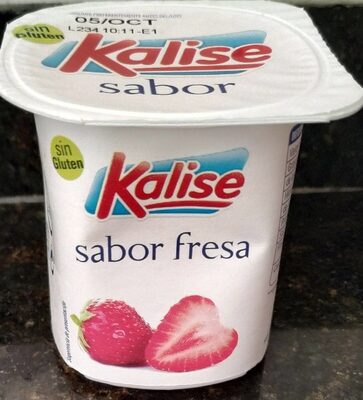 CONSUMIR PREFERENTEMENTE ANTES DEL/LOTE
05/OCT
L234 10:11-E1
sin
Gluten
Kalise
sabor
sin
Gluten
Kalise
sabor fresa